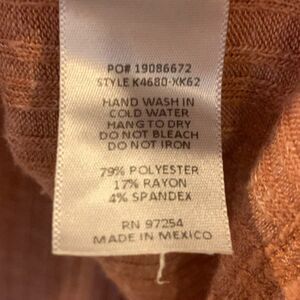 PO# 19086672
STYLE K4680-XK62
HAND WASH IN
COLD WATER
HANG TO DRY
DO NOT BLEACH
DO NOT IRON
79% POLYESTER
17% RAYON
4% SPANDEX
RN 97254
MADE IN MEXICO